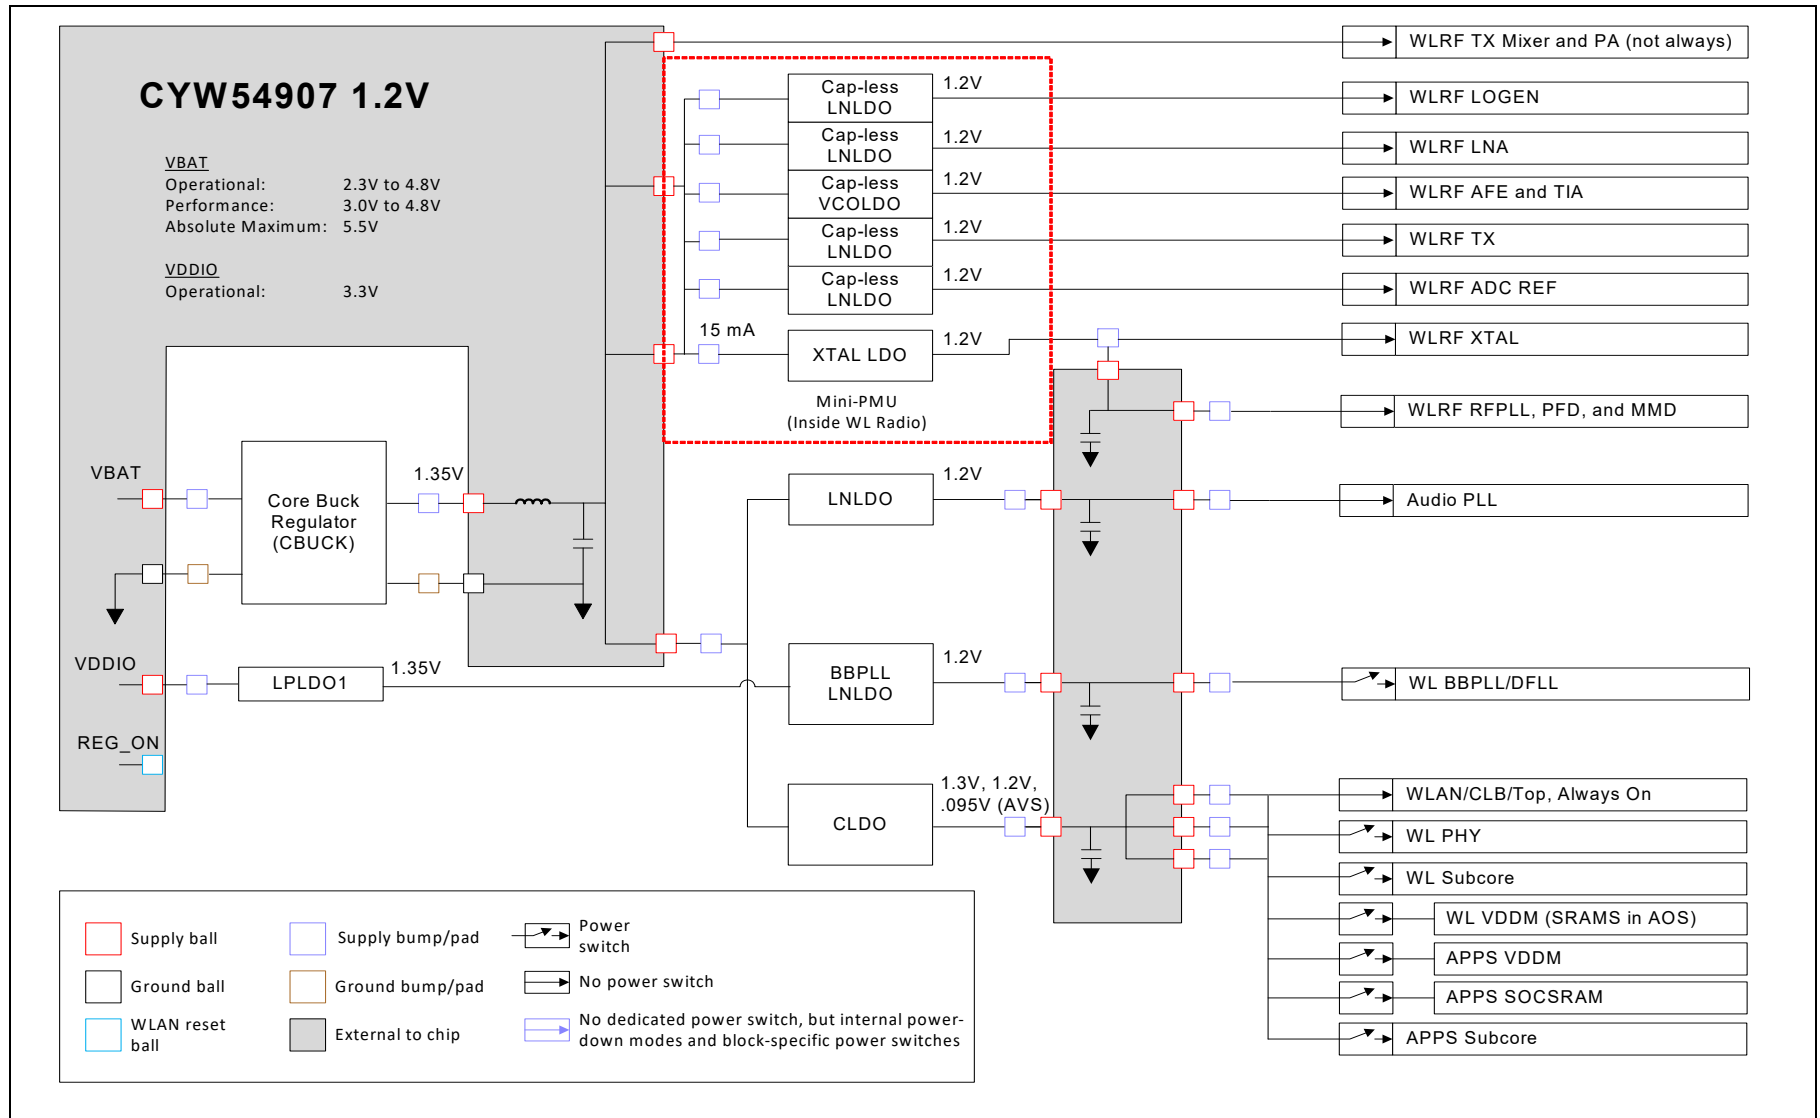 CYW54907 1.2V
VBAT
Operational: 2.3V to 4.8V
Performance: 3.0V to 4.8V
Absolute Maximum: 5.5V
VDDIO
Operational: 3.3V
WLRF TX Mixer and PA (not always)
Cap-less
LNLDO
1.2V
WLRF LOGEN
Cap-less
LNLDO
1.2V
WLRF LNA
Cap-less
VCOLDO
1.2V
WLRF AFE and TIA
Cap-less
LNLDO
1.2V
WLRF TX
Cap-less
LNLDO
1.2V
WLRF ADC REF
15 mA
XTAL LDO
1.2V
WLRF XTAL
Mini-PMU
(Inside WL Radio)
WLRF RFPLL, PFD, and MMD
VBAT
Core Buck
Regulator
(CBUCK)
1.35V
LNLDO
1.2V
Audio PLL
VDDIO
LPLDO1
1.35V
BBPLL
LNLDO
1.2V
WL BBPLL/DFLL
REG_ON
CLDO
1.3V, 1.2V,
.095V (AVS)
WLAN/CLB/Top, Always On
WL PHY
WL Subcore
WL VDDM (SRAMS in AOS)
APPS VDDM
APPS SOCSRAM
APPS Subcore
Supply ball
Supply bump/pad
Power
switch
Ground ball
Ground bump/pad
No power switch
WLAN reset
ball
External to chip
No dedicated power switch, but internal power-
down modes and block-specific power switches